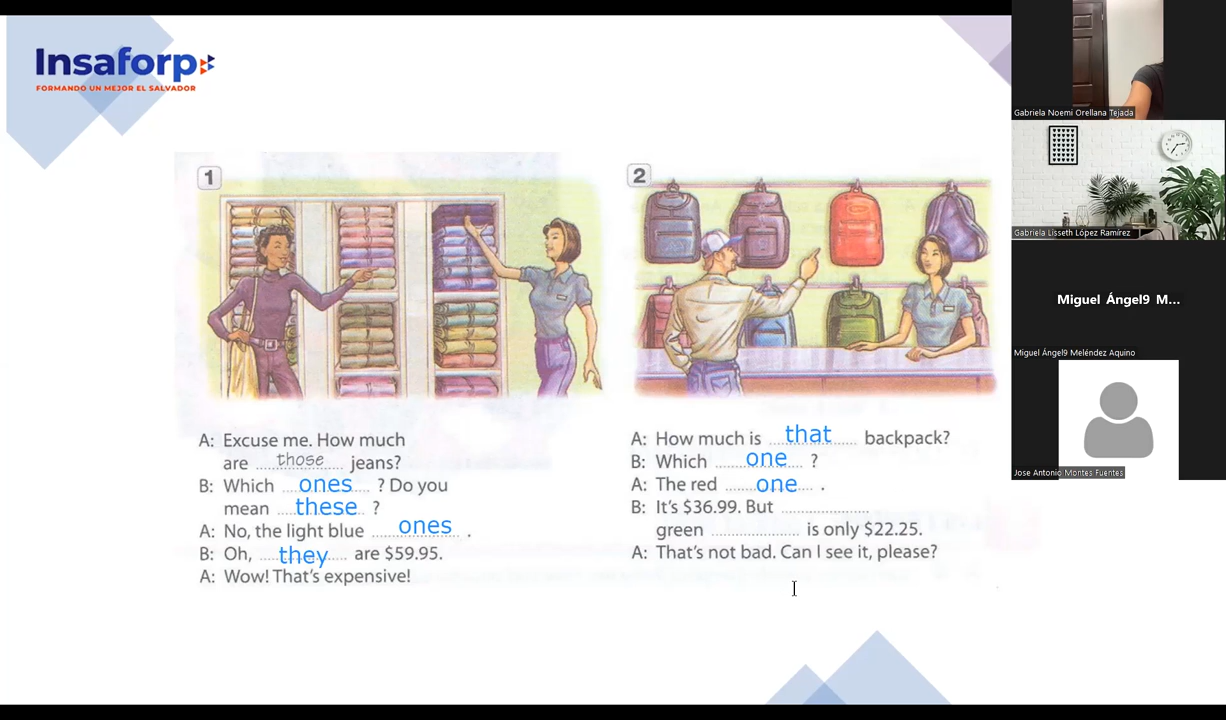 Insaforp
FORMANDO UN MEJOR EL SALVADOR
1
A: Excuse me. How much
are those jeans?
B: Which ones ? Do you
mean these ?
A: No, the light blue ones .
B: Oh, they are $59.95.
A: Wow! That's expensive!
2
A: How much is that backpack?
B: Which one ?
A: The red one .
B: It's $36.99. But ....................
green .................... is only $22.25.
A: That's not bad. Can I see it, please?
Gabriela Noemi Orellana Tejada
Gabriela Lisseth López Ramírez
Miguel Ángel9 M...
Miguel Ángel9 Meléndez Aquino
Jose Antonio Montes Fuentes